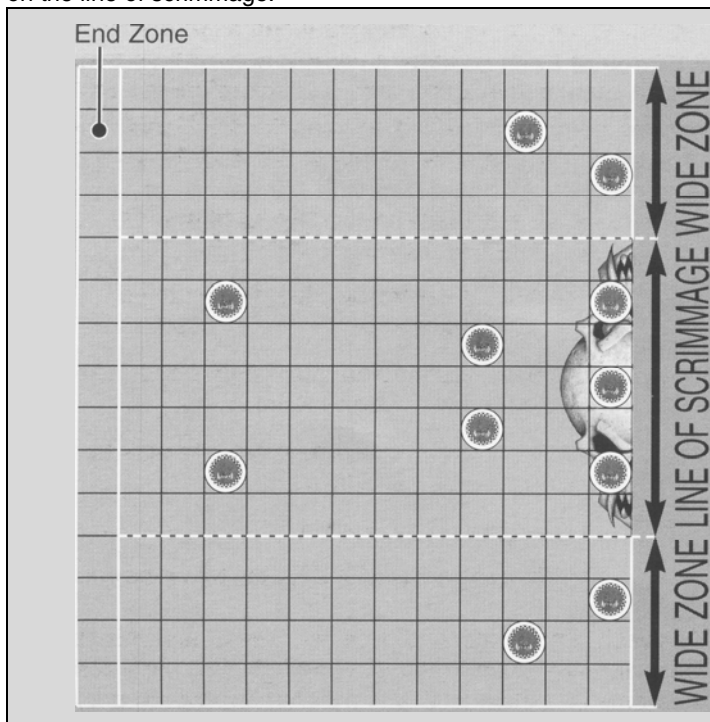 on the line of scrimmage.
End Zone
WIDE ZONE
LINE OF SCRIMMAGE
WIDE ZONE